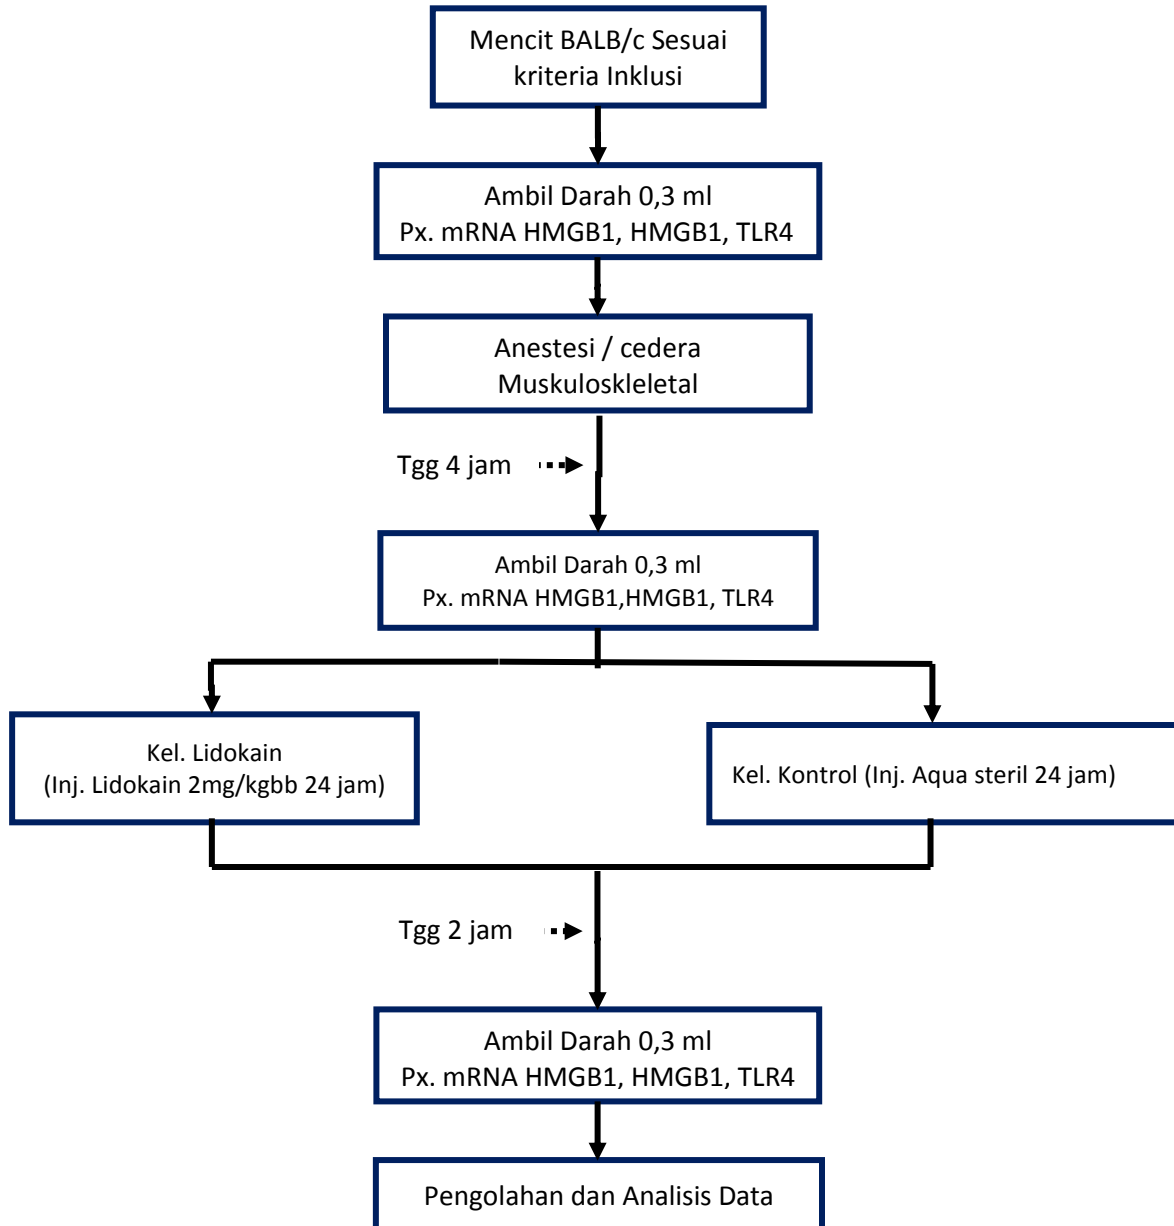 Mencit BALB/c Sesuai
kriteria Inklusi
Ambil Darah 0,3 ml
Px. mRNA HMGB1, HMGB1, TLR4
Anestesi / cedera
Muskuloskleletal
Tgg 4 jam
Ambil Darah 0,3 ml
Px. mRNA HMGB1,HMGB1, TLR4
Kel. Lidokain
(Inj. Lidokain 2mg/kgbb 24 jam)
Kel. Kontrol (Inj. Aqua steril 24 jam)
Tgg 2 jam
Ambil Darah 0,3 ml
Px. mRNA HMGB1, HMGB1, TLR4
Pengolahan dan Analisis Data